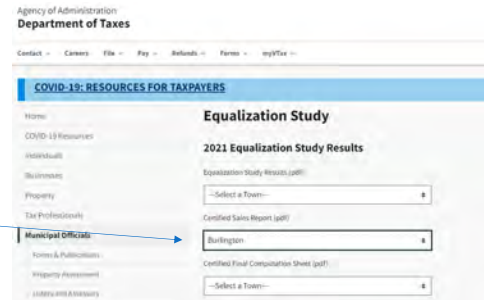 Agency of Administration
Department of Taxes
Contact
Careers
File
Pay
Refunds
Forms
myVTax
COVID-19: RESOURCES FOR TAXPAYERS
Home
COVID-19 Resources
Individuals
Businesses
Property
Tax Professionals
Municipal Officials
Forms & Publications
Property Assessment
Listers and Assessors
Equalization Study
2021 Equalization Study Results
Equalization Study Results (pdf)
--Select a Town--
Certified Sales Report (pdf)
Burlington
Certified Final Computation Sheet (pdf)
--Select a Town--